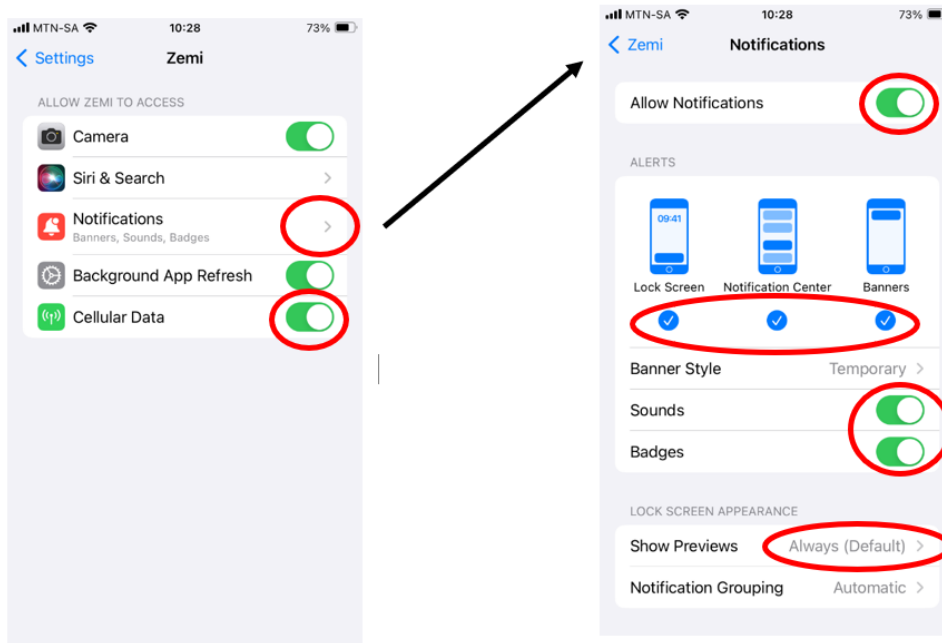 MTN-SA 10:28 73%
Settings Zemi
ALLOW ZEMI TO ACCESS
Camera
Siri & Search
Notifications
Banners, Sounds, Badges
Background App Refresh
Cellular Data
MTN-SA 10:28 73%
Zemi Notifications
Allow Notifications
ALERTS
09:41
Lock Screen Notification Center Banners
Banner Style Temporary
Sounds
Badges
LOCK SCREEN APPEARANCE
Show Previews Always (Default)
Notification Grouping Automatic